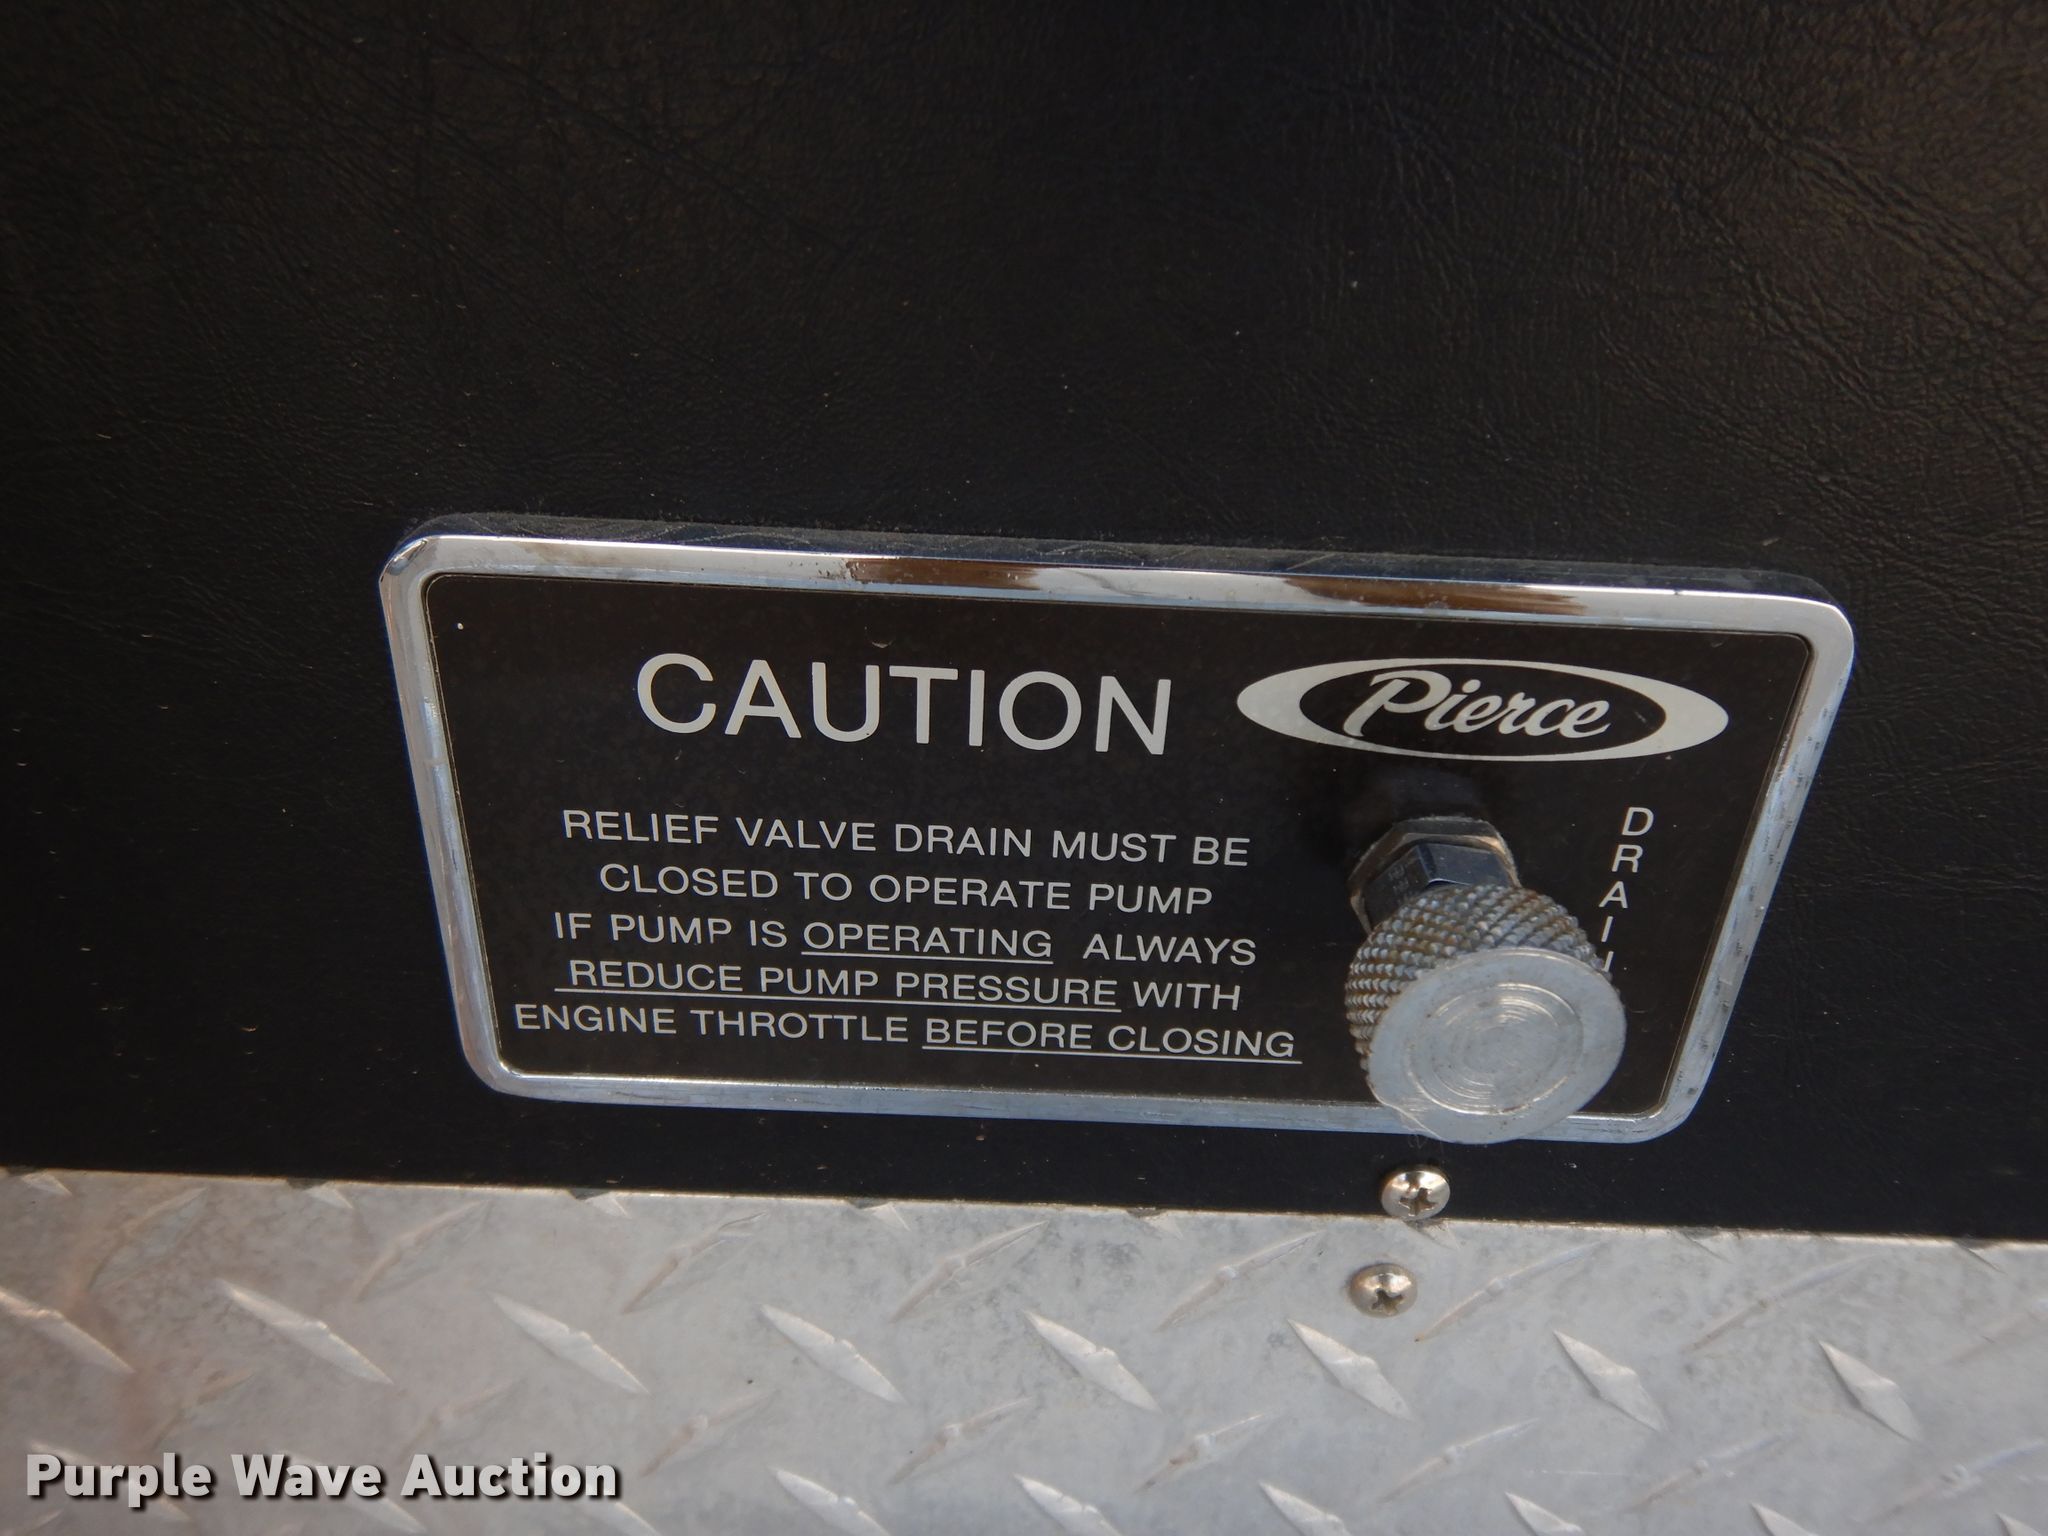 CAUTION
Pierce
RELIEF VALVE DRAIN MUST BE
CLOSED TO OPERATE PUMP
IF PUMP IS OPERATING ALWAYS
REDUCE PUMP PRESSURE WITH
ENGINE THROTTLE BEFORE CLOSING
DRAIN
Purple Wave Auction